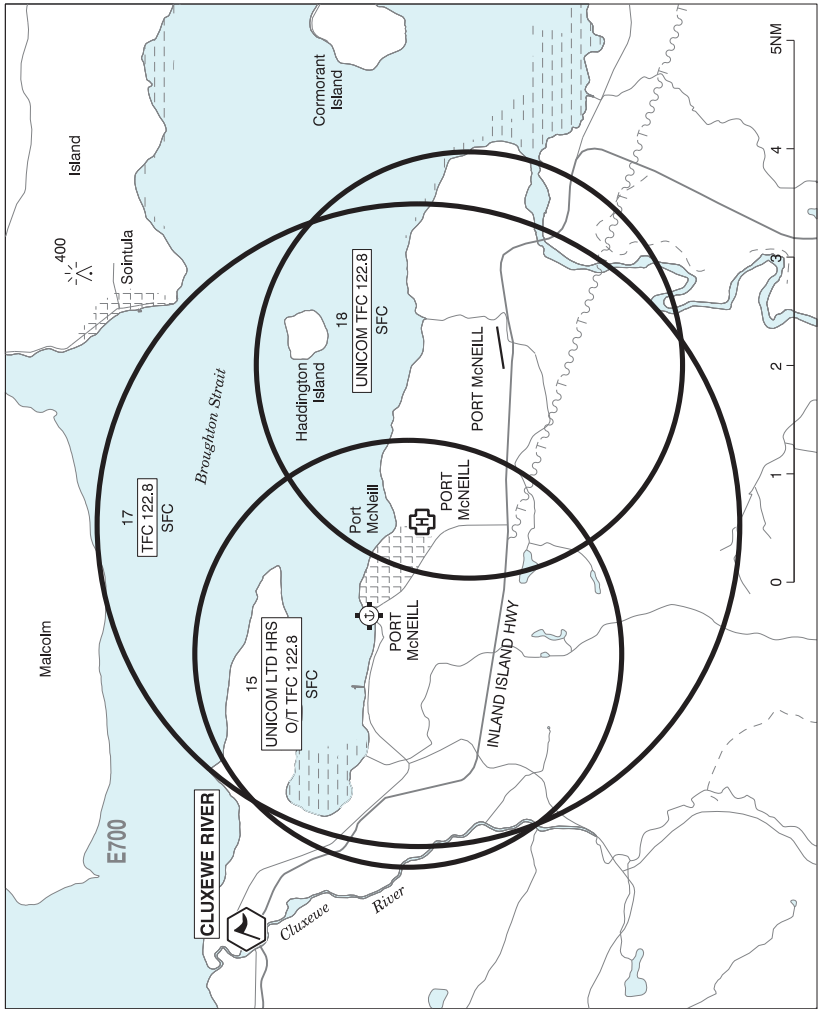 Malcolm
Island
400
Sointula
E700
17
TFC 122.8
SFC
Broughton Strait
Cormorant
Island
CLUXEWE RIVER
15
UNICOM LTD HRS
O/T TFC 122.8
SFC
Haddington
Island
18
UNICOM TFC 122.8
SFC
Cluxewe
River
Port
McNeill
PORT
McNEILL
H
PORT
McNEILL
PORT McNEILL
INLAND ISLAND HWY
0
1
2
3
4
5NM